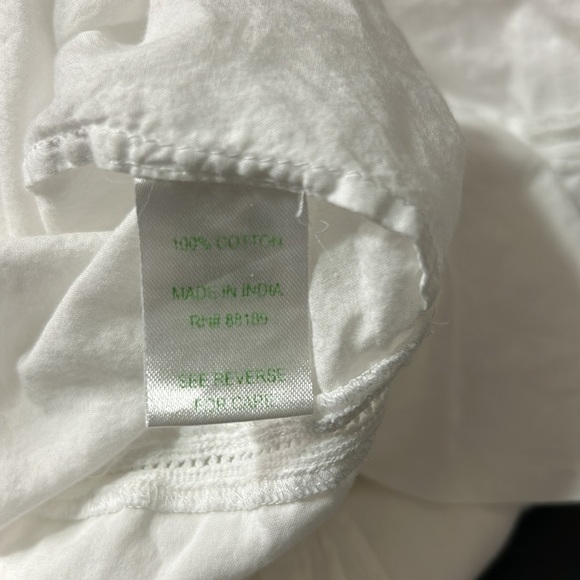 100% COTTON
MADE IN INDIA
RN# 88189
SEE REVERSE
FOR CARE